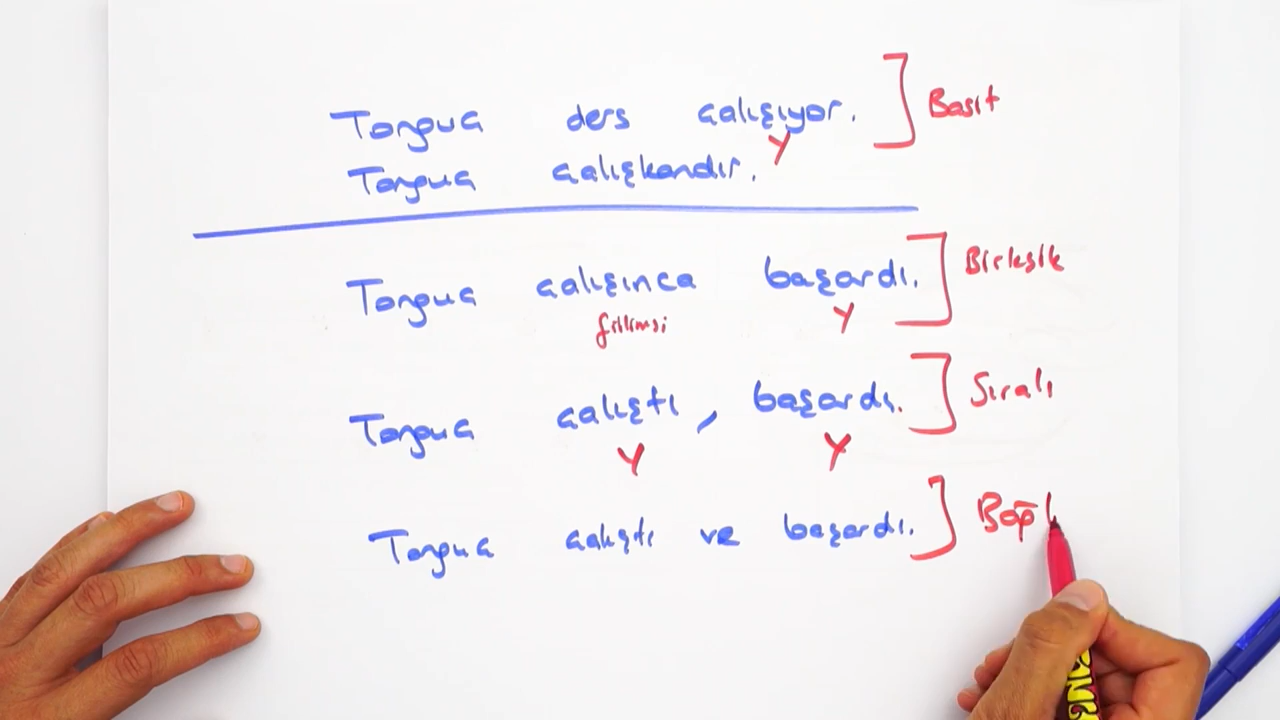 Tonguç ders çalışıyor. Basit
Y
Tonguç çalışkandır.
Tonguç çalışınca başardı. Birleşik
fiilimsi Y
Tonguç çalıştı, başardı. Sıralı
Y Y
Tonguç çalıştı ve başardı. Bağl